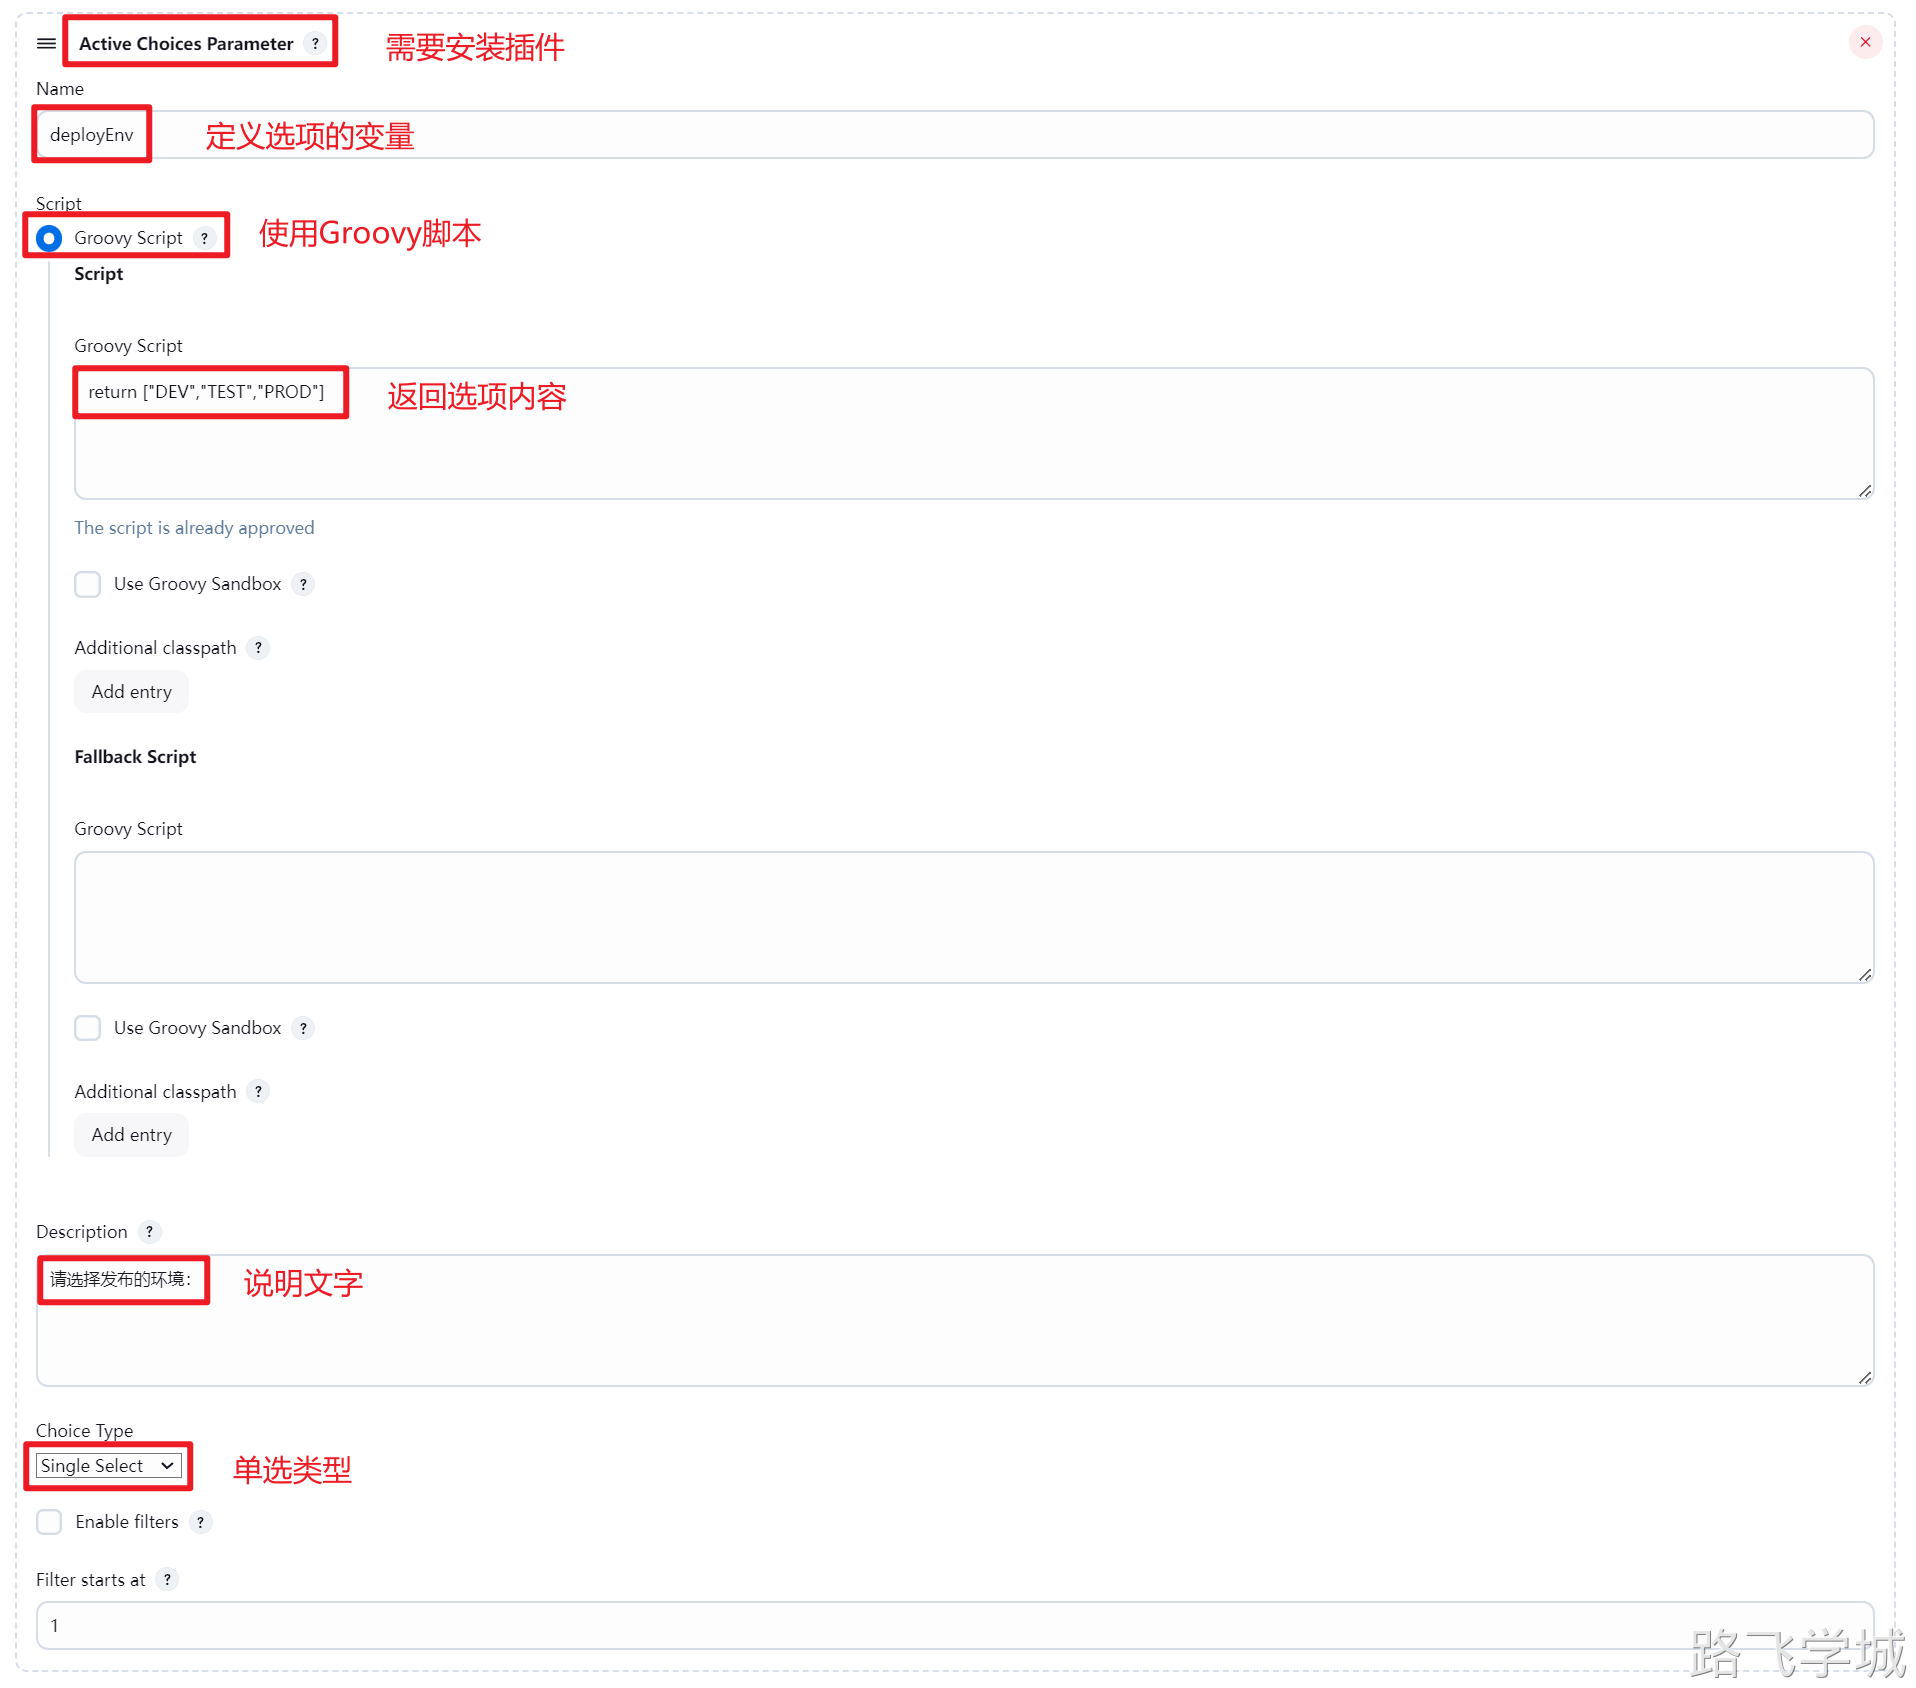 Active Choices Parameter ? 需要安装插件
Name
deployEnv 定义选项的变量
Script
Groovy Script ? 使用Groovy脚本
Script
Groovy Script
return ["DEV","TEST","PROD"] 返回选项内容
The script is already approved
Use Groovy Sandbox ?
Additional classpath ?
Add entry
Fallback Script
Groovy Script
Use Groovy Sandbox ?
Additional classpath ?
Add entry
Description ?
请选择发布的环境： 说明文字
Choice Type
Single Select 单选类型
Enable filters ?
Filter starts at ?
1
路飞学城